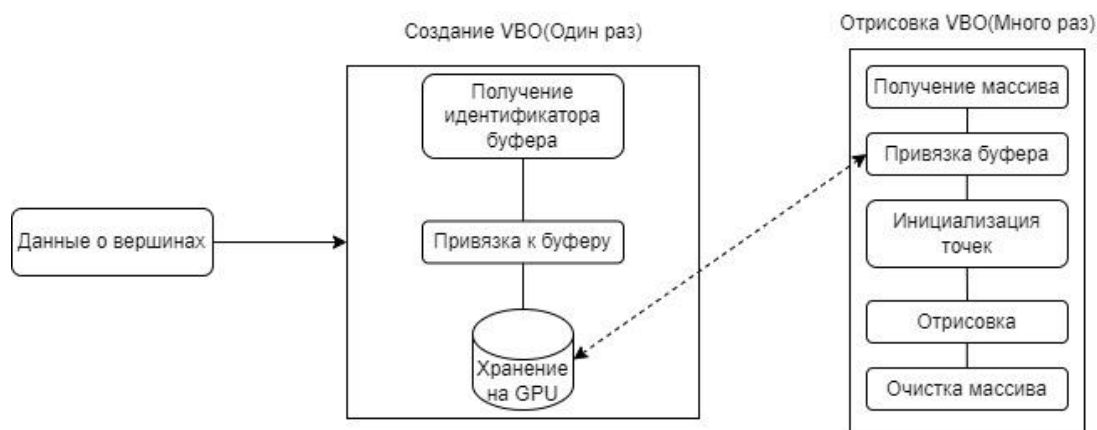 Создание VBO(Один раз)
Отрисовка VBO(Много раз)
Данные о вершинах
Получение
идентификатора
буфера
Привязка к буферу
Хранение
на GPU
Получение массива
Привязка буфера
Инициализация
точек
Отрисовка
Очистка массива